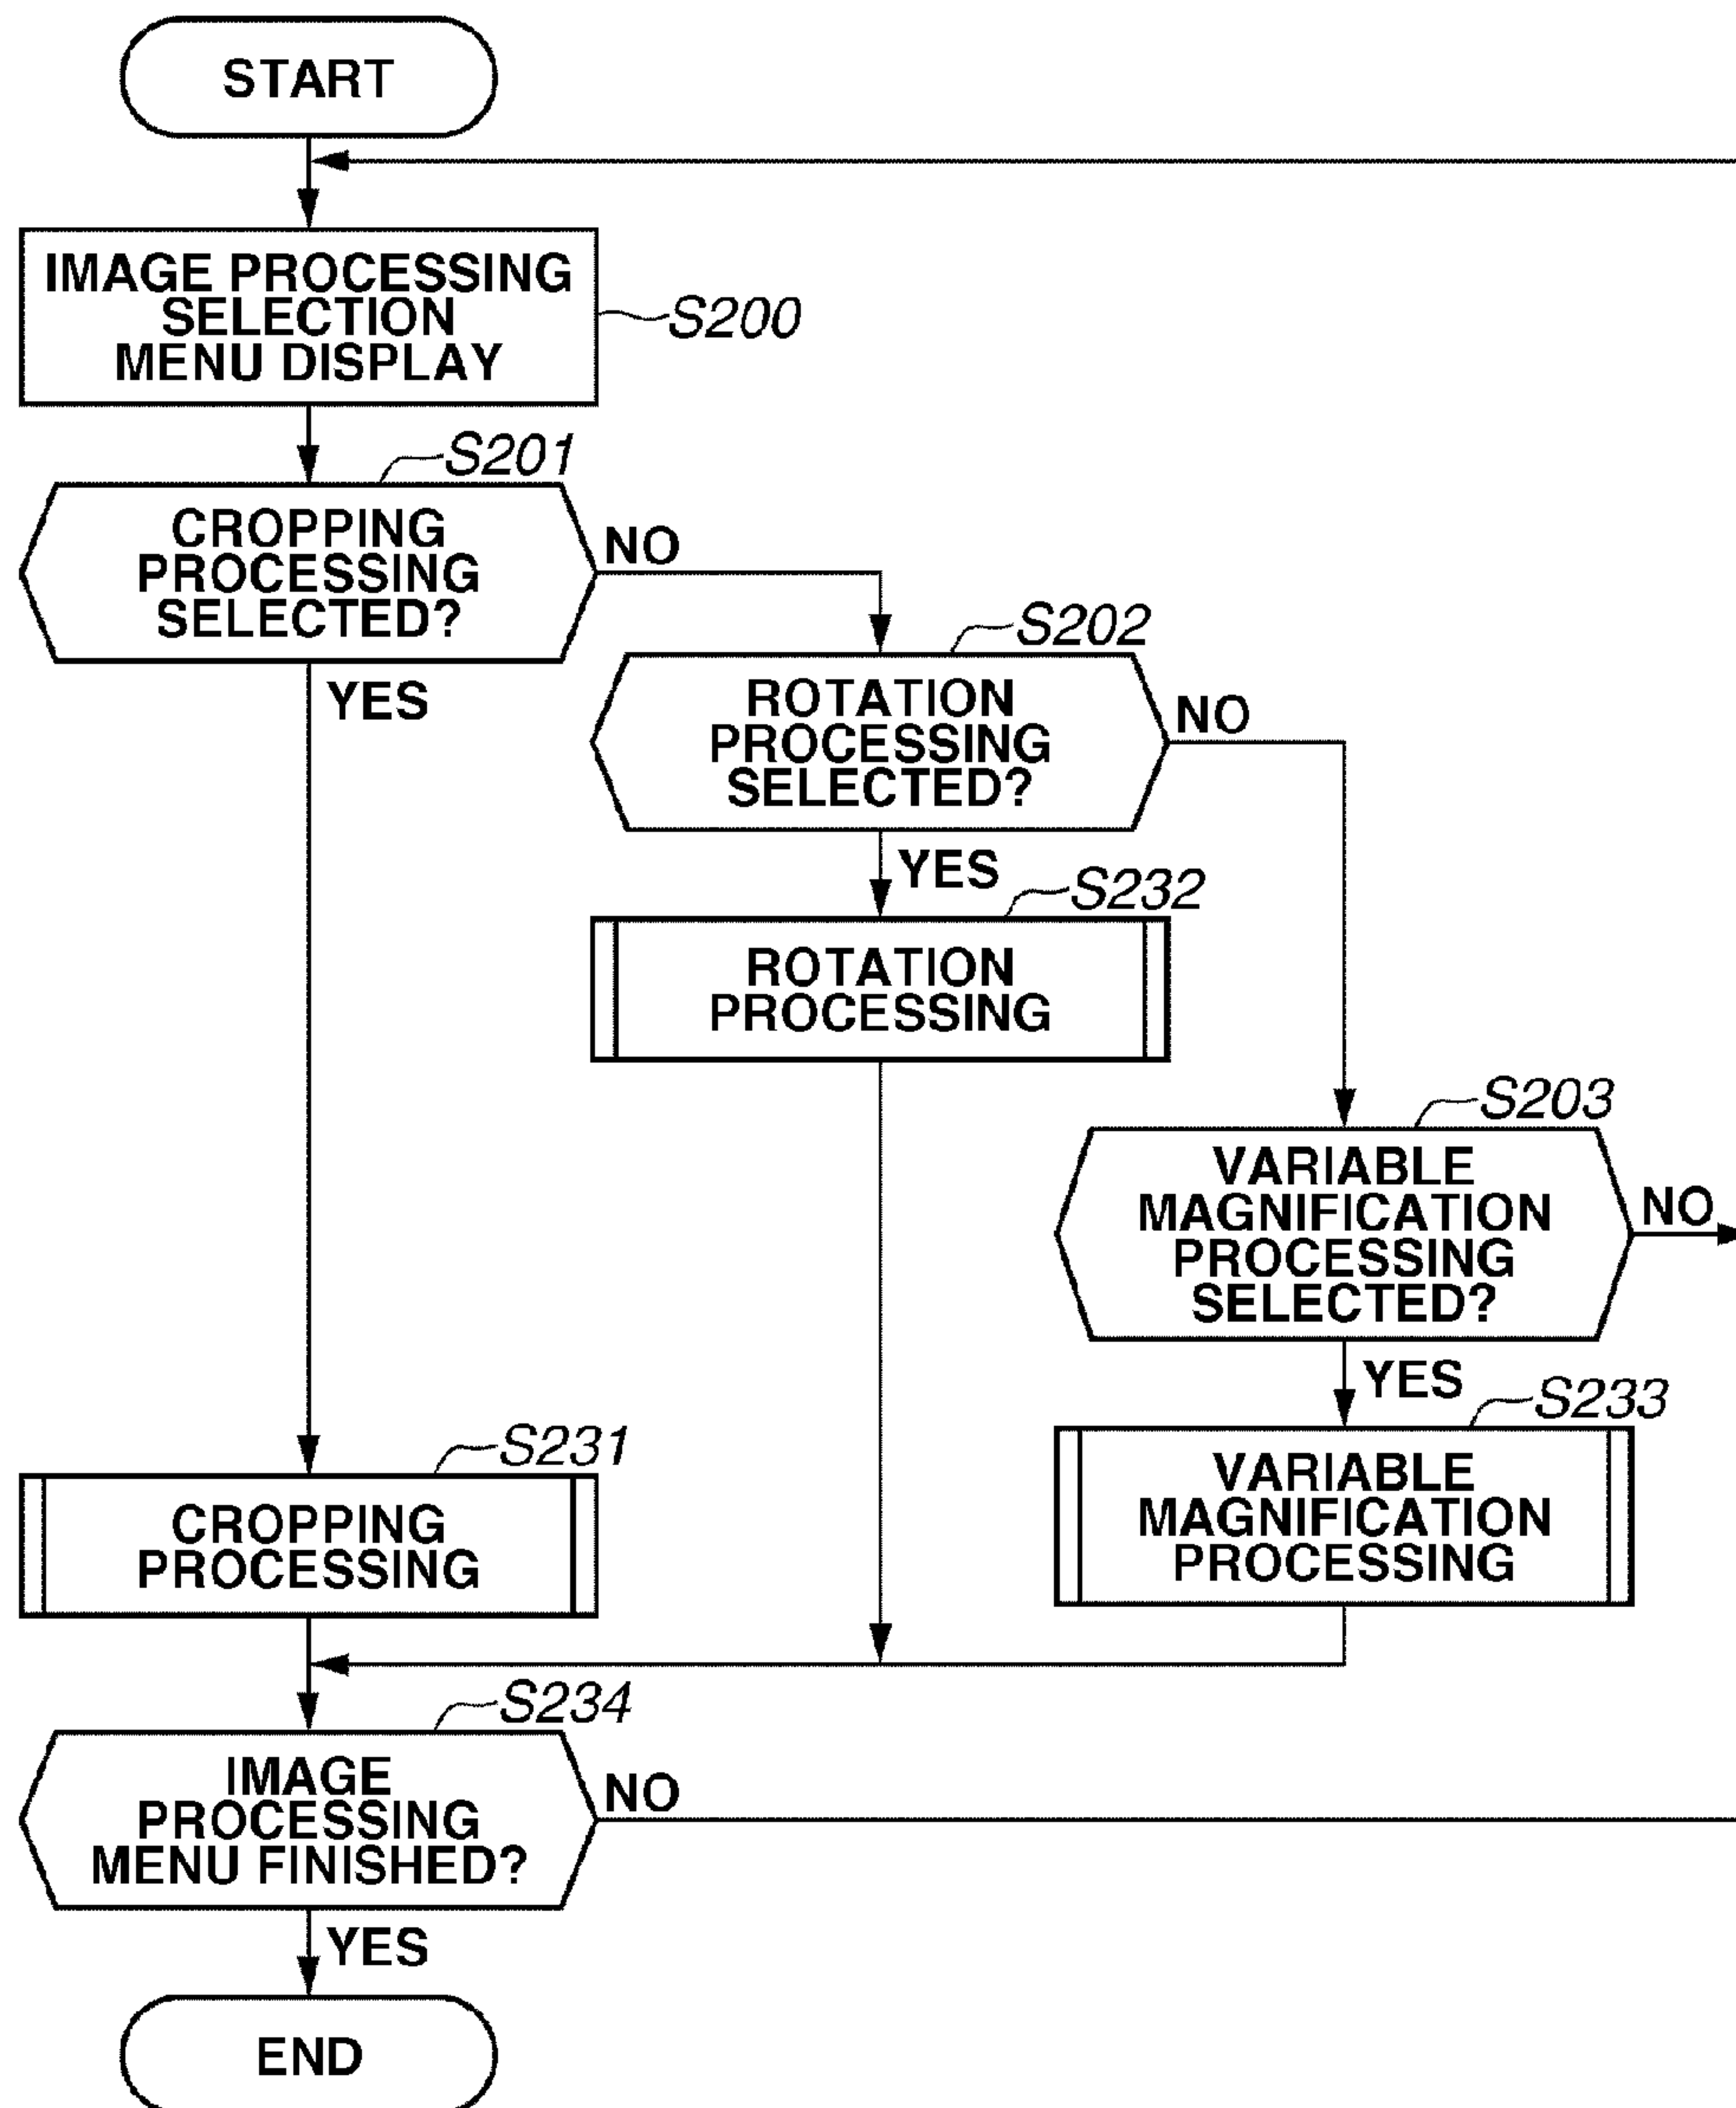 START
IMAGE PROCESSING
SELECTION
MENU DISPLAY
S200
S201
CROPPING
PROCESSING
SELECTED?
NO
YES
S202
ROTATION
PROCESSING
SELECTED?
NO
YES
S232
ROTATION
PROCESSING
S203
VARIABLE
MAGNIFICATION
PROCESSING
SELECTED?
NO
YES
S233
VARIABLE
MAGNIFICATION
PROCESSING
S231
CROPPING
PROCESSING
S234
IMAGE
PROCESSING
MENU FINISHED?
NO
YES
END